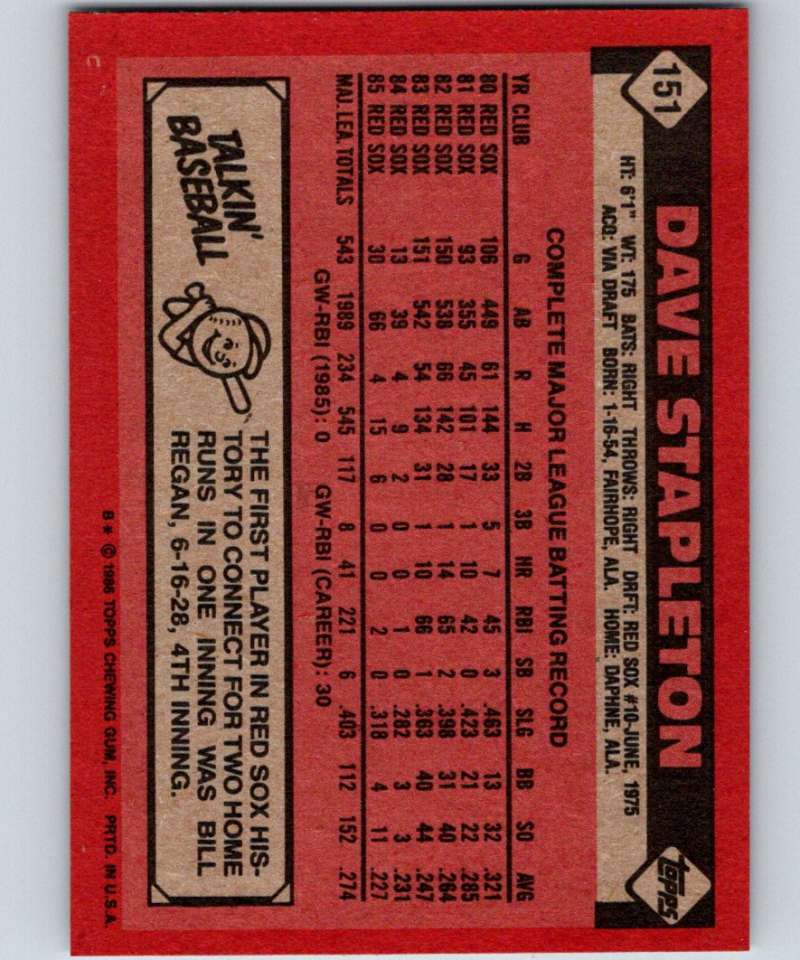 151
DAVE STAPLETON
Topps
HT: 6'1" WT: 175 BATS: RIGHT THROWS: RIGHT DRFT: RED SOX #10-JUNE, 1975
ACQ: VIA DRAFT BORN: 1-16-54, FAIRHOPE, ALA. HOME: DAPHNE, ALA.
COMPLETE MAJOR LEAGUE BATTING RECORD
YR CLUB G AB R H 2B 3B HR RBI SB SLG BB SO AVG
80 RED SOX 106 449 61 144 33 5 7 45 3 .463 13 32 .321
81 RED SOX 93 355 45 101 17 1 10 42 0 .423 21 22 .285
82 RED SOX 150 538 66 142 28 1 14 65 2 .398 31 40 .264
83 RED SOX 151 542 54 134 31 1 10 66 1 .363 40 44 .247
84 RED SOX 13 39 4 9 2 0 0 1 0 .282 3 3 .231
85 RED SOX 30 66 4 15 6 0 0 2 0 .318 4 11 .227
MAJ. LEA. TOTALS 543 1989 234 545 117 8 41 221 6 .403 112 152 .274
GW-RBI (1985): 0 GW-RBI (CAREER): 30
TALKIN'
BASEBALL
THE FIRST PLAYER IN RED SOX HIS-
TORY TO CONNECT FOR TWO HOME
RUNS IN ONE INNING WAS BILL
REGAN, 6-16-28, 4TH INNING.
B* © 1986 TOPPS CHEWING GUM, INC. PRTD. IN U.S.A.